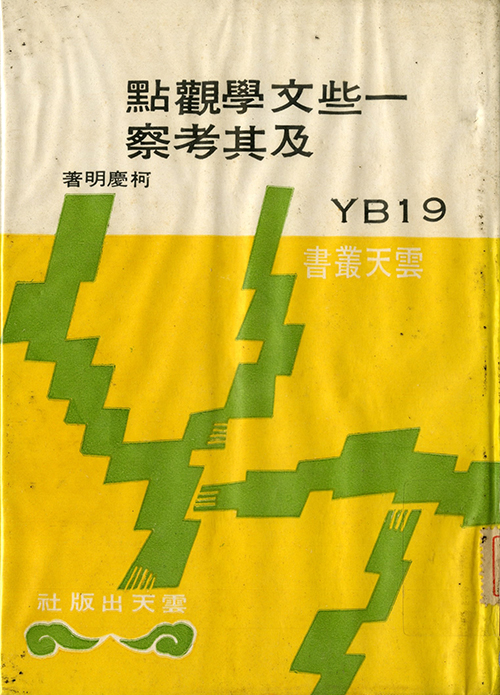 一些文學觀點
及其考察
柯慶明著
YB19
雲天叢書
雲天出版社